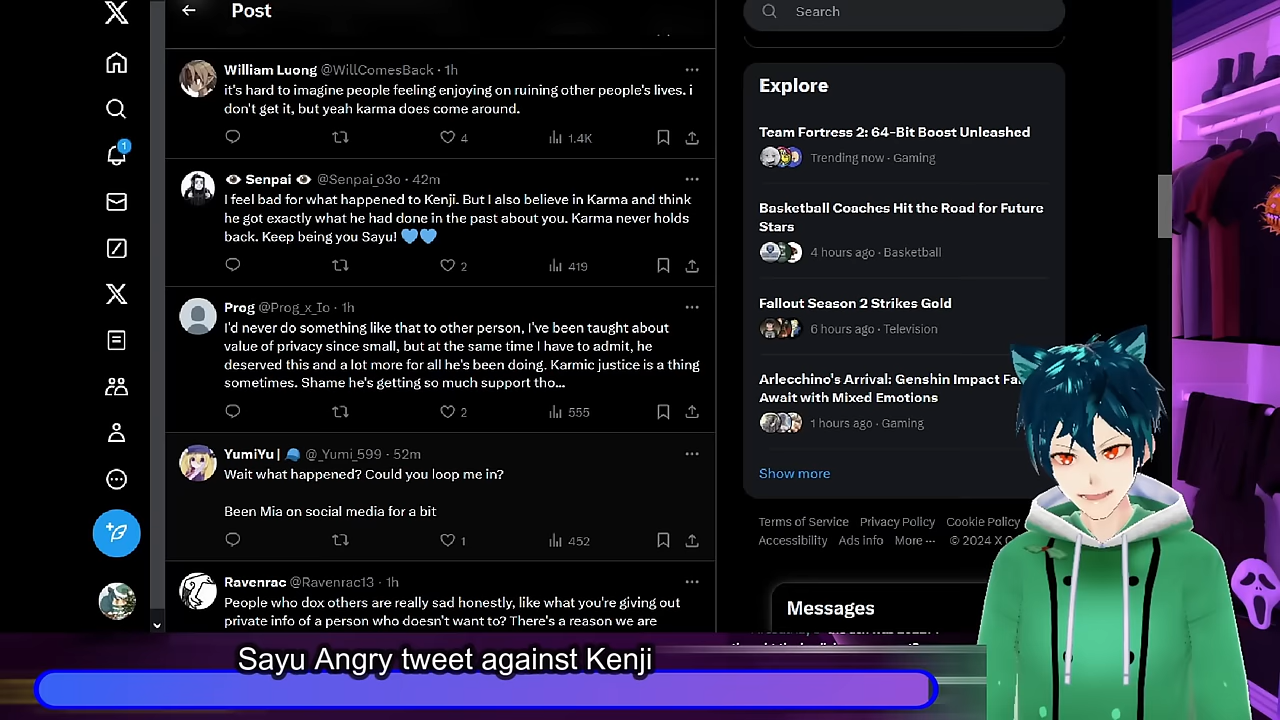 Post
Search
William Luong @WillComesBack · 1h
it's hard to imagine people feeling enjoying on ruining other people's lives. i
don't get it, but yeah karma does come around.
4
1.4K
Senpai @Senpai_o3o · 42m
I feel bad for what happened to Kenji. But I also believe in Karma and think
he got exactly what he had done in the past about you. Karma never holds
back. Keep being you Sayu! 💙💙
2
419
Prog @Prog_x_Io · 1h
I'd never do something like that to other person, I've been taught about
value of privacy since small, but at the same time I have to admit, he
deserved this and a lot more for all he's been doing. Karmic justice is a thing
sometimes. Shame he's getting so much support tho...
2
555
YumiYu | 🧢 @_Yumi_599 · 52m
Wait what happened? Could you loop me in?
Been Mia on social media for a bit
1
452
Ravenrac @Ravenrac13 · 1h
People who dox others are really sad honestly, like what you're giving out
private info of a person who doesn't want to? There's a reason we are
1
Explore
Team Fortress 2: 64-Bit Boost Unleashed
Trending now · Gaming
Basketball Coaches Hit the Road for Future
Stars
4 hours ago · Basketball
Fallout Season 2 Strikes Gold
6 hours ago · Television
Arlecchino's Arrival: Genshin Impact Fa
Await with Mixed Emotions
1 hours ago · Gaming
Show more
Terms of Service Privacy Policy Cookie Policy
Accessibility Ads info More ··· © 2024 X C
Messages
Sayu Angry tweet against Kenji